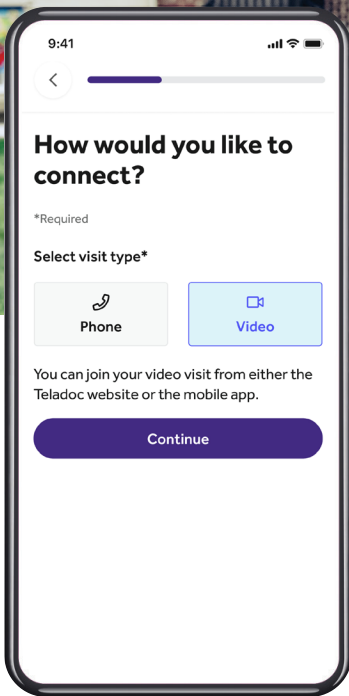 9:41
How would you like to
connect?
*Required
Select visit type*
Phone
Video
You can join your video visit from either the
Teladoc website or the mobile app.
Continue